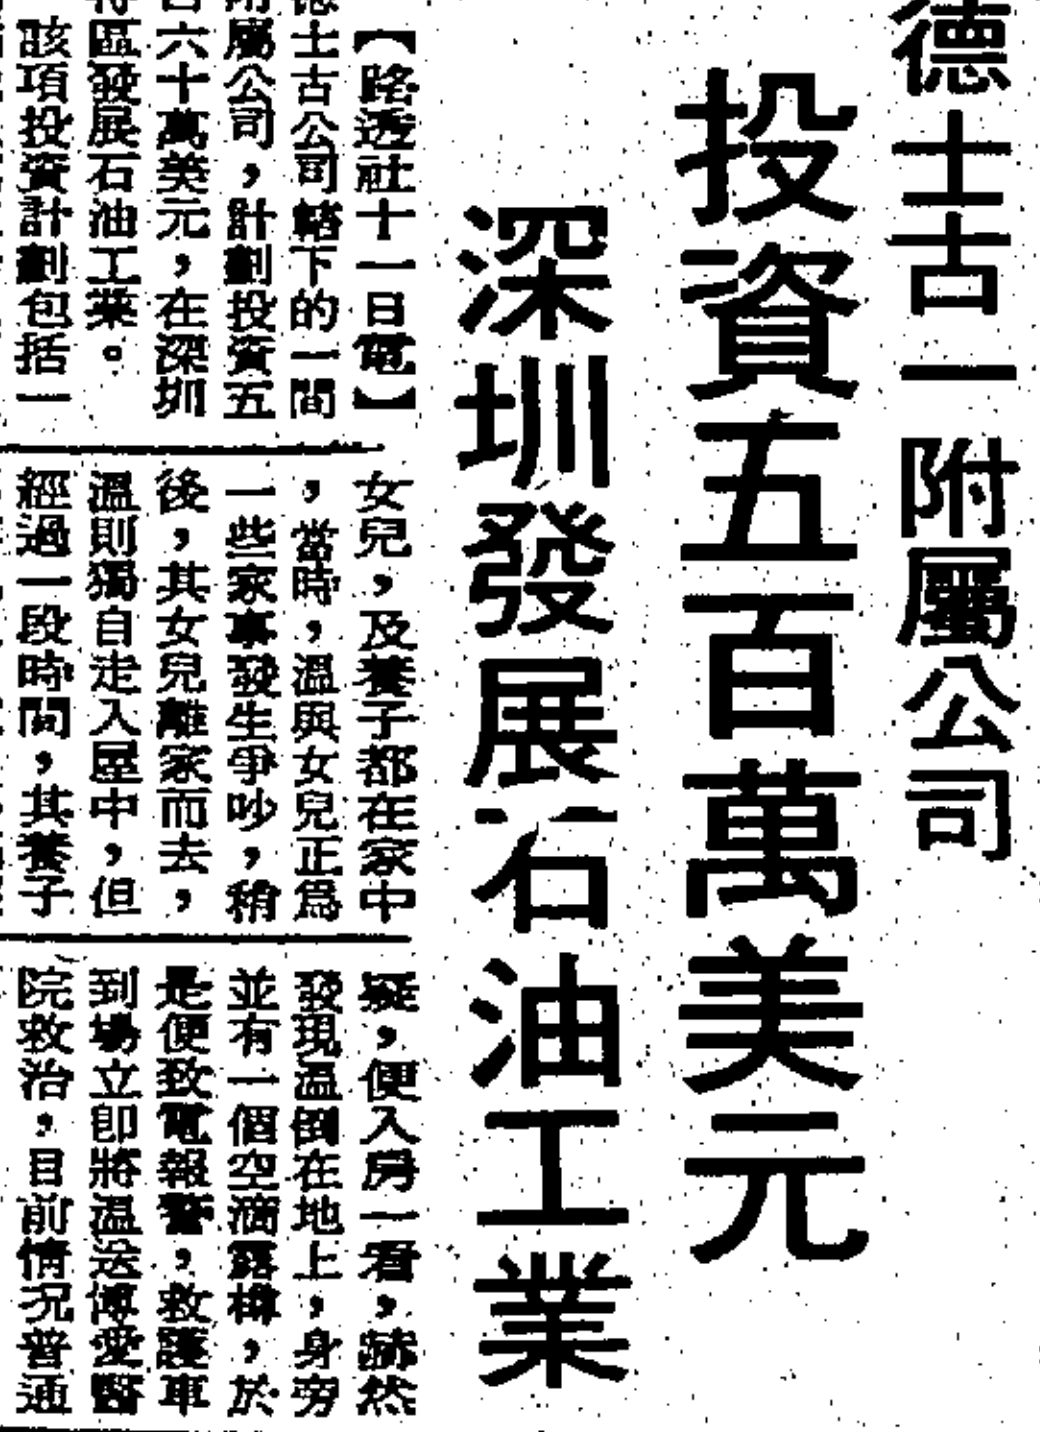 德士古一附屬公司
投資五百萬美元
深圳發展石油工業
【路透社十一日電】
德士古公司轄下的一間
附屬公司，計劃投資五
百六十萬美元，在深圳
特區發展石油工業。
該項投資計劃包括一
女兒，及養子都在家中
，當時，溫與女兒正為
一些家事發生爭吵，稍
後，其女兒離家而去，
溫則獨自走入屋中，但
經過一段時間，其養子
疑，便入房一看，赫然
發現溫倒在地上，身旁
並有一個空滴露樽，於
是便致電報警，救護車
到場立即將溫送博愛醫
院救治，目前情况普通